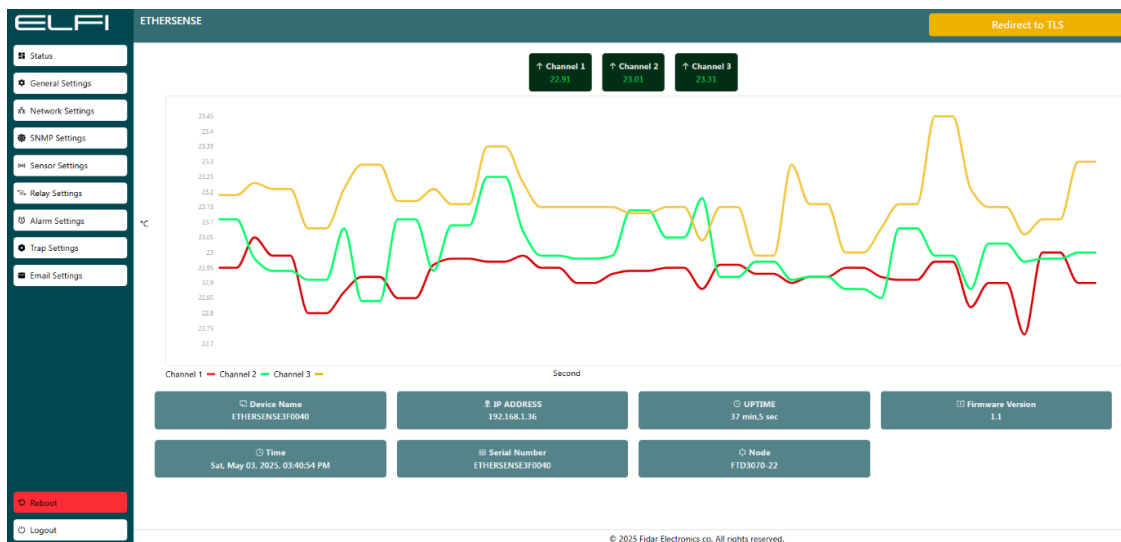 ELFI
ETHERSENSE
Redirect to TLS
Status
General Settings
Network Settings
SNMP Settings
Sensor Settings
Relay Settings
Alarm Settings
Trap Settings
Email Settings
Reboot
Logout
↑ Channel 1
22.91
↑ Channel 2
23.01
↑ Channel 3
23.31
°C
23.45
23.4
23.35
23.3
23.25
23.2
23.15
23.1
23.05
23
22.95
22.9
22.85
22.8
22.75
22.7
Channel 1 Channel 2 Channel 3
Second
Device Name
ETHERSENSE3F0040
IP ADDRESS
192.168.1.36
UPTIME
37 min,5 sec
Firmware Version
1.1
Time
Sat, May 03, 2025, 03:40:54 PM
Serial Number
ETHERSENSE3F0040
Node
FTD3070-22
© 2025 Fidar Electronics co. All rights reserved.